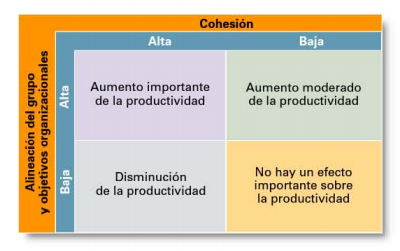 Cohesión
Alta
Baja
Alineación del grupo
y objetivos organizacionales
Alta
Aumento importante
de la productividad
Aumento moderado
de la productividad
Baja
Disminución
de la productividad
No hay un efecto
importante sobre
la productividad